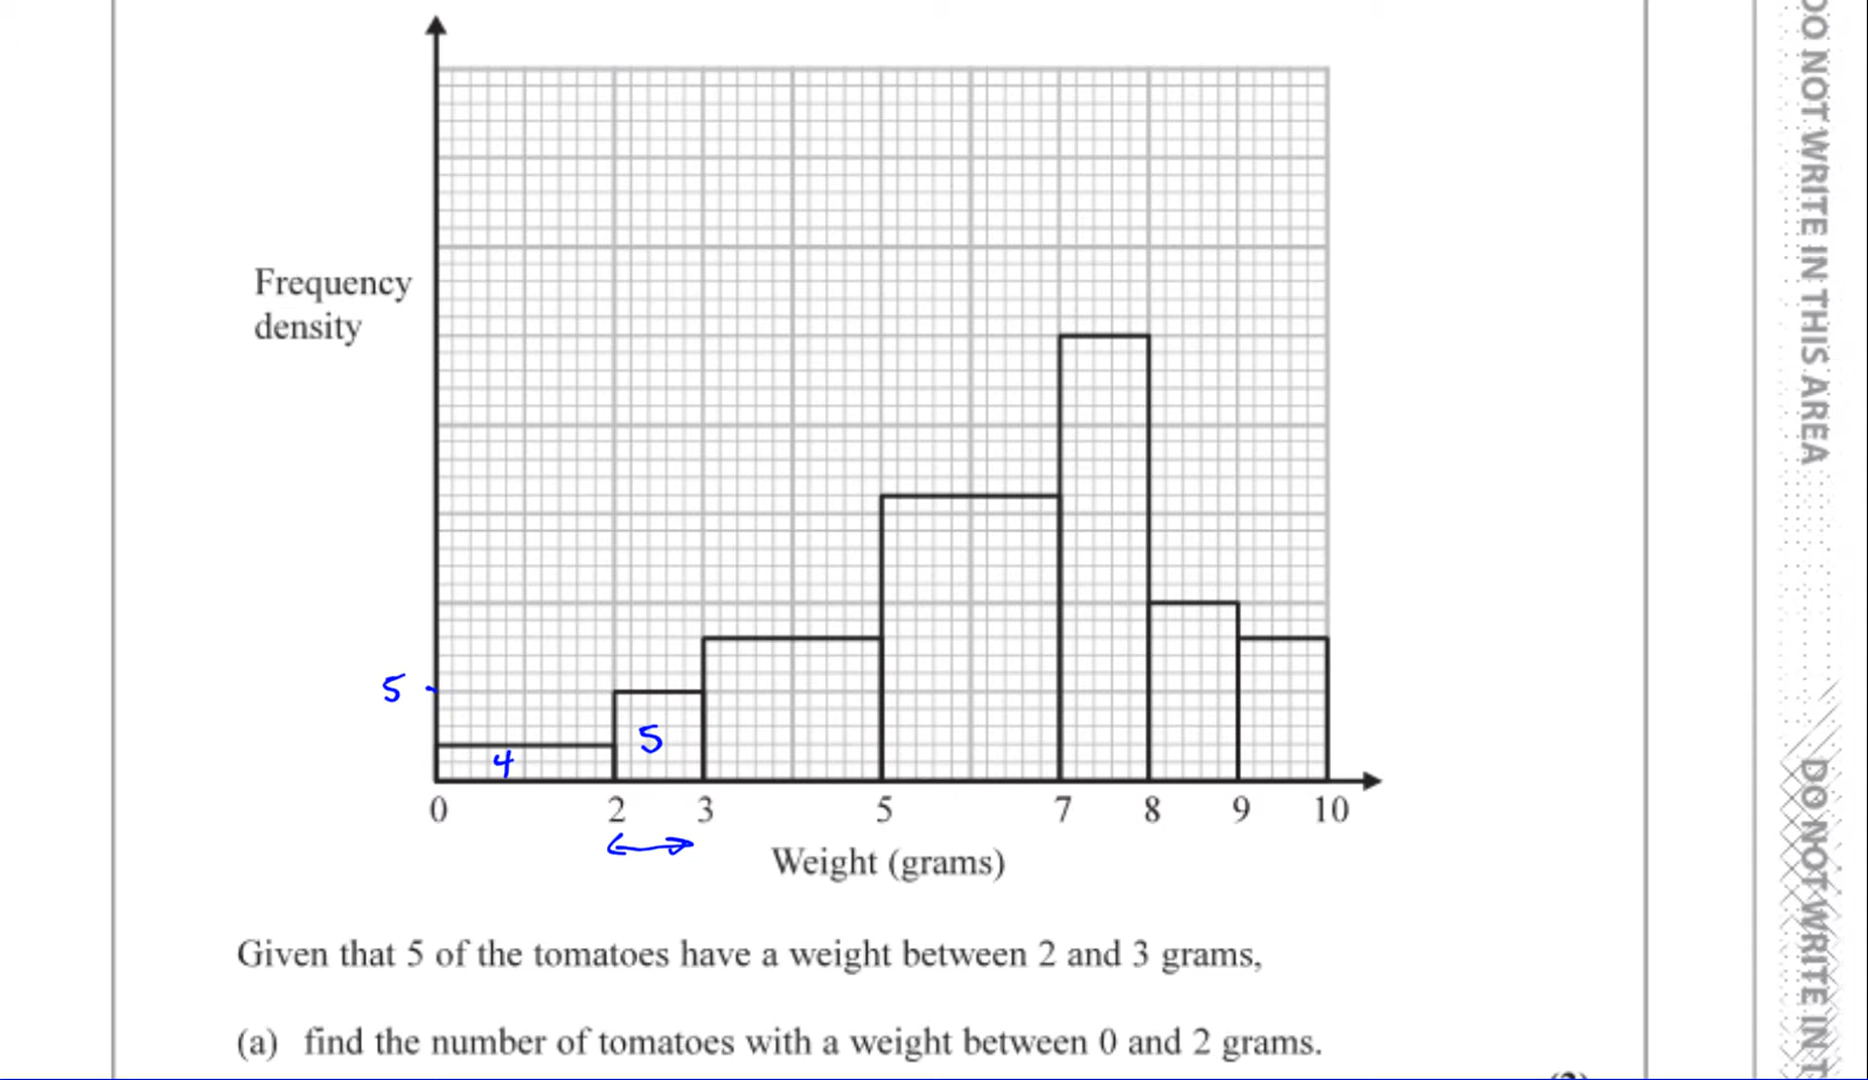 Frequency
density
5
5
4
0 2 3 5 7 8 9 10
Weight (grams)
Given that 5 of the tomatoes have a weight between 2 and 3 grams,
(a) find the number of tomatoes with a weight between 0 and 2 grams.
DO NOT WRITE IN THIS AREA
DO NOT WRITE IN